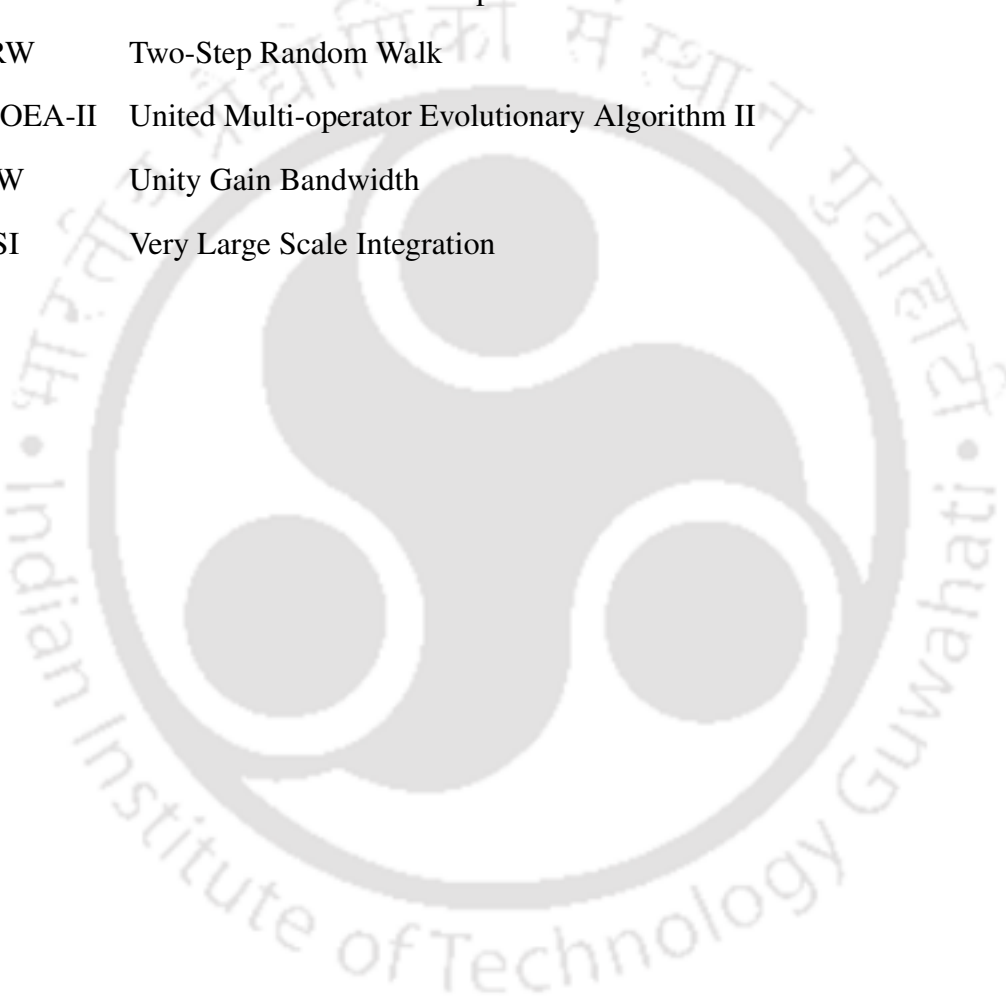 RW Two-Step Random Walk
OEA-II United Multi-operator Evolutionary Algorithm II
W Unity Gain Bandwidth
SI Very Large Scale Integration
भारतीय प्रौद्योगिकी संस्थान गुवाहाटी
Indian Institute of Technology Guwahati